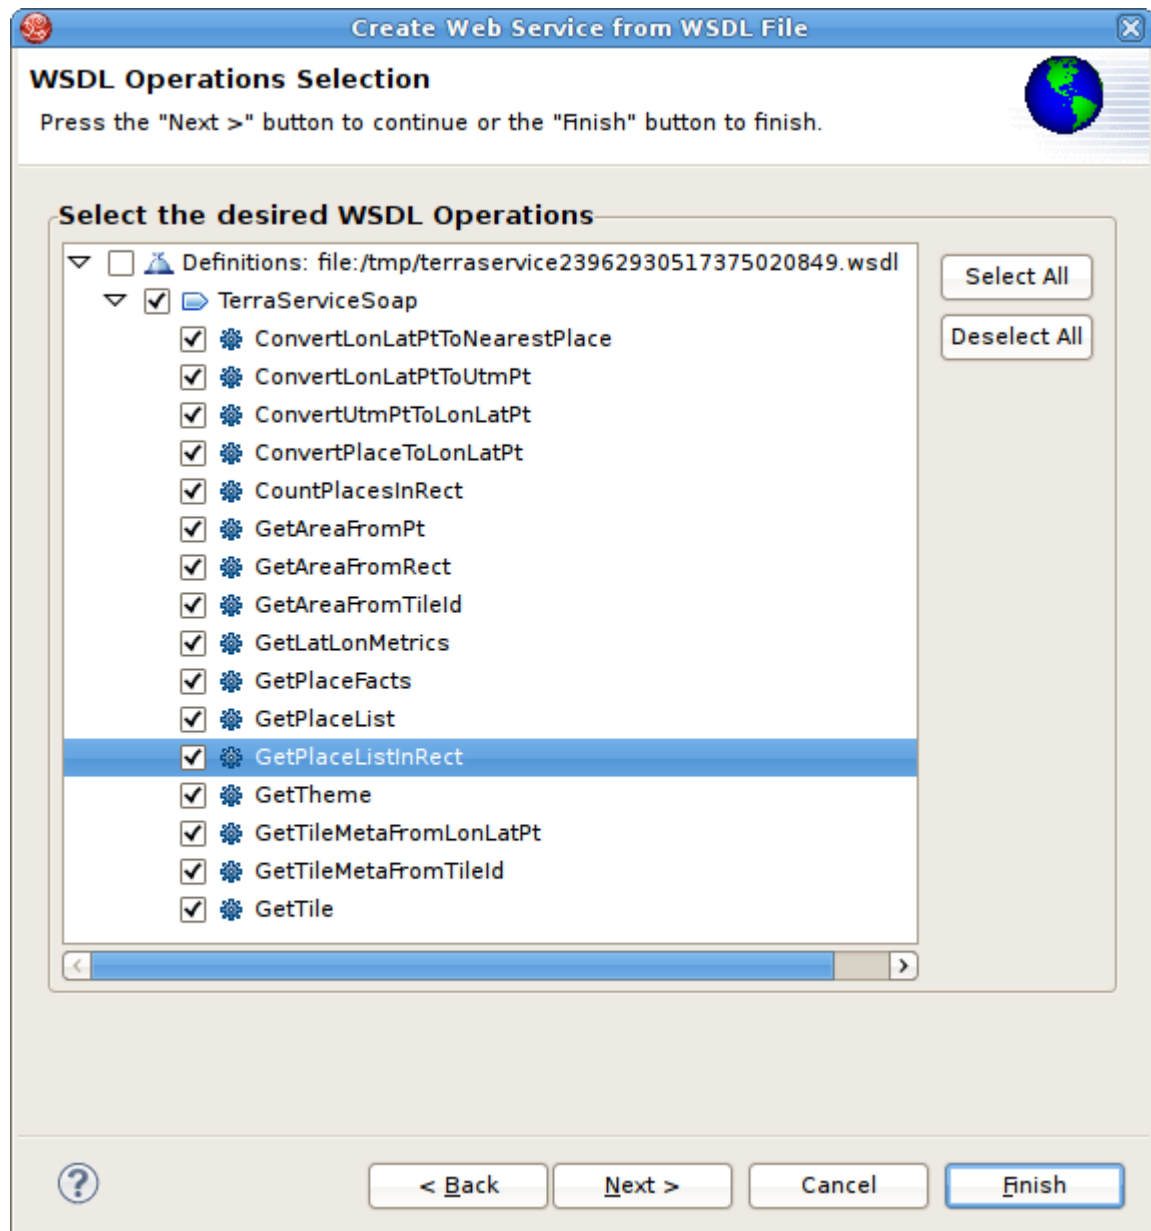 Create Web Service from WSDL File
WSDL Operations Selection
Press the "Next >" button to continue or the "Finish" button to finish.
Select the desired WSDL Operations
Definitions: file:/tmp/terraservice23962930517375020849.wsdl
Select All
TerraServiceSoap
Deselect All
ConvertLonLatPtToNearestPlace
ConvertLonLatPtToUtmPt
ConvertUtmPtToLonLatPt
ConvertPlaceToLonLatPt
CountPlacesInRect
GetAreaFromPt
GetAreaFromRect
GetAreaFromTileId
GetLatLonMetrics
GetPlaceFacts
GetPlaceList
GetPlaceListInRect
GetTheme
GetTileMetaFromLonLatPt
GetTileMetaFromTileId
GetTile
? < Back Next > Cancel Finish